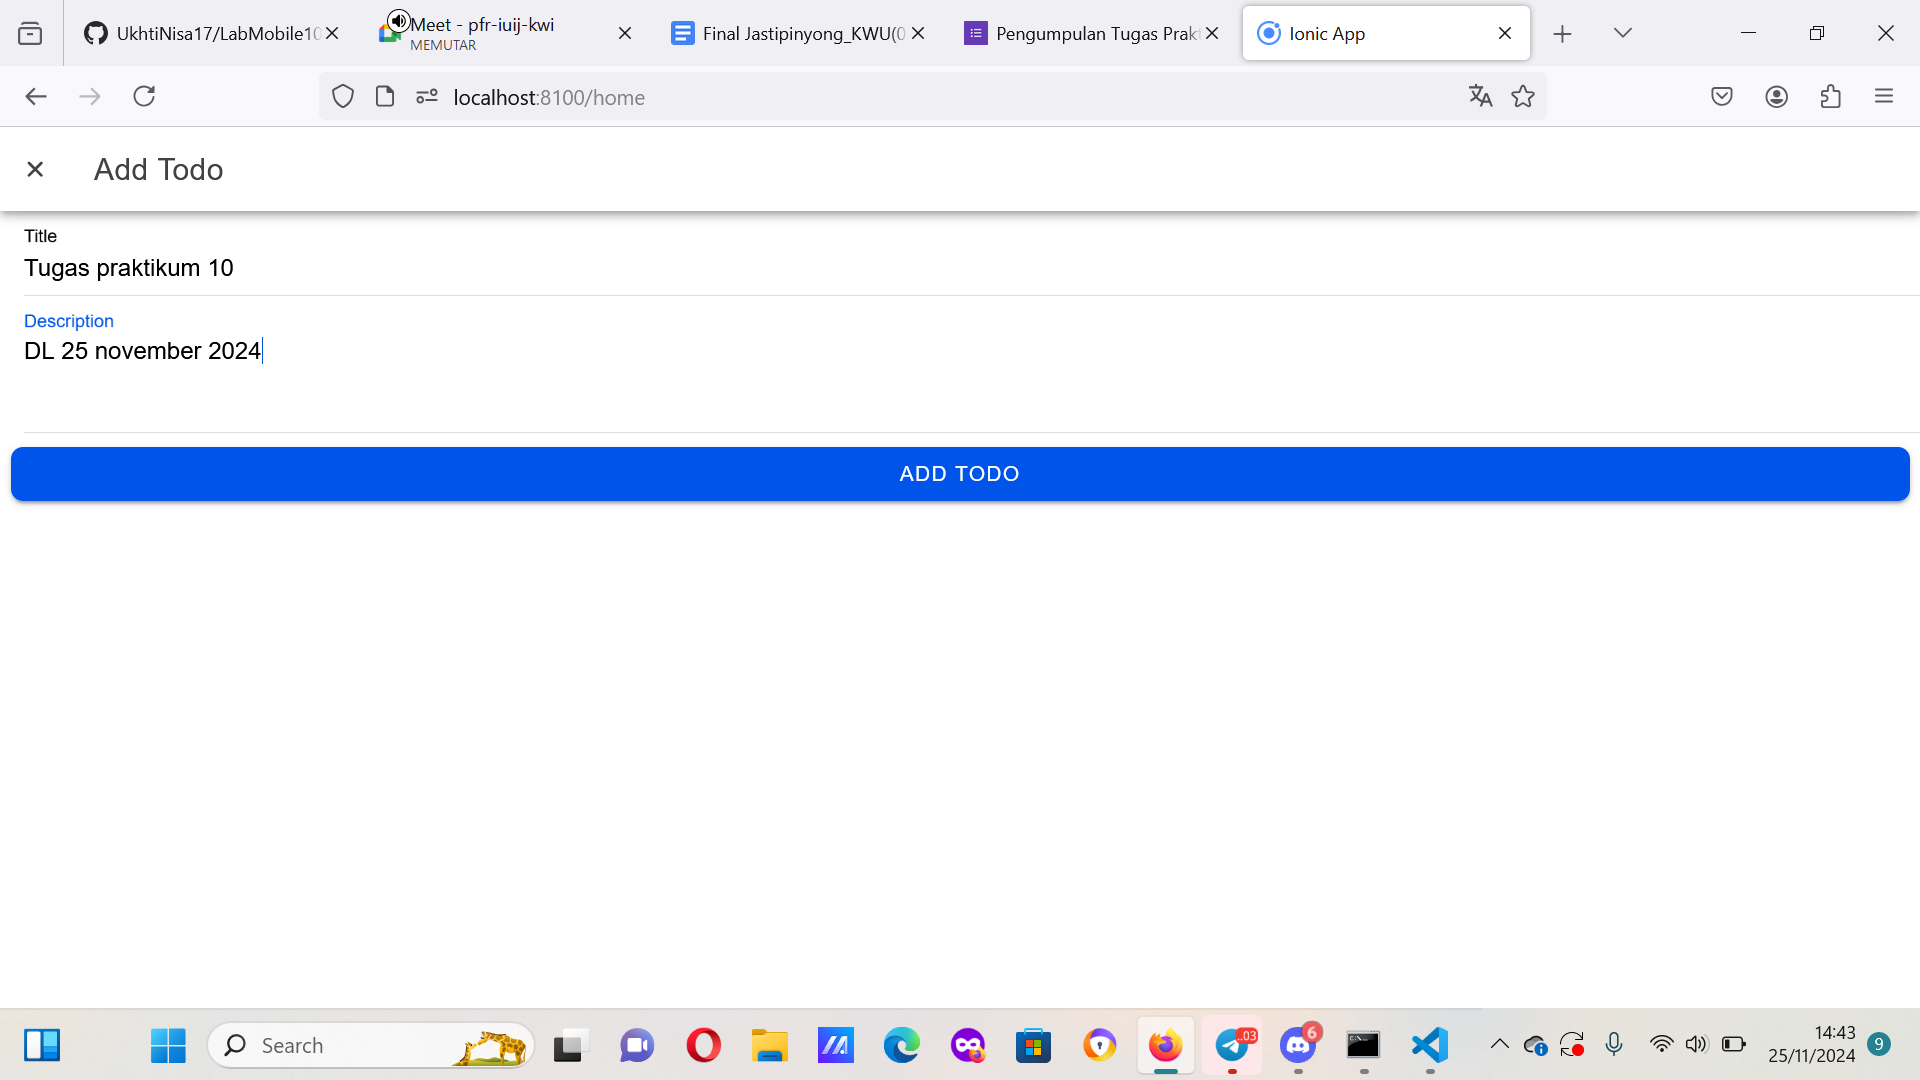 UkhtiNisa17/LabMobile10
Meet - pfr-iuij-kwi
MEMUTAR
Final Jastipinyong_KWU(0
Pengumpulan Tugas Prakt
Ionic App
localhost:8100/home
Add Todo
Title
Tugas praktikum 10
Description
DL 25 november 2024
ADD TODO
Search
..03
6
14:43
25/11/2024
9